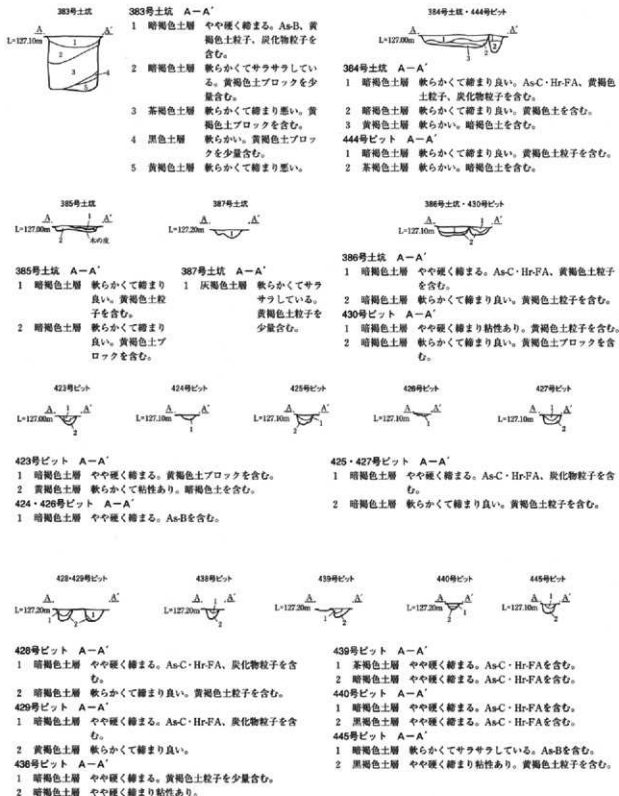 383号土坑
A A′
L=127.10m
1
2
3
4
5
383号土坑 A－A′
1 暗褐色土層 やや硬く締まる。As-B、黄
褐色土粒子、炭化物粒子を
含む。
2 暗褐色土層 軟らかくてサラサラしてい
る。黄褐色土ブロックを少
量含む。
3 茶褐色土層 軟らかくて締まり悪い。黄
褐色土ブロックを含む。
4 黒色土層 軟らかい。黄褐色土ブロッ
クを少量含む。
5 黄褐色土層 軟らかくて締まり悪い。
384号土坑・444号ピット
A A′
L=127.00m
1
2
3
2
384号土坑 A－A′
1 暗褐色土層 軟らかくて締まり良い。As-C・Hr-FA、黄褐色
土粒子、炭化物粒子を含む。
2 暗褐色土層 軟らかくて締まり良い。黄褐色土を含む。
3 黄褐色土層 軟らかい。暗褐色土を含む。
444号ピット A－A′
1 暗褐色土層 軟らかくて締まり良い。黄褐色土粒子を含む。
2 茶褐色土層 軟らかい。暗褐色土を含む。
385号土坑
A. 1 A′
L=127.00m
2 木の皮
387号土坑
A. .A′
L=127.20m
1
385号土坑 A－A′
1 暗褐色土層 軟らかくて締まり
良い。黄褐色土粒
子を含む。
2 暗褐色土層 軟らかくて締まり
良い。黄褐色土ブ
ロックを含む。
387号土坑 A－A′
1 灰褐色土層 軟らかくてサラ
サラしている。
黄褐色土粒子を
少量含む。
386号土坑・430号ピット
A. 1 A′
L=127.10m
2
386号土坑 A－A′
1 暗褐色土層 やや硬く締まる。As-C・Hr-FA、黄褐色土粒子
を含む。
2 暗褐色土層 軟らかくて締まり良い。黄褐色土粒子を含む。
430号ピット A－A′
1 暗褐色土層 やや硬く締まり粘性あり。黄褐色土粒子を含む。
2 暗褐色土層 軟らかくて締まり良い。黄褐色土ブロックを含
む。
423号ピット
A. 1 A′
L=127.00m
2
424号ピット
A. .A′
L=127.10m
1
425号ピット
A. .A′
L=127.10m
1
2
426号ピット
A. .A′
L=127.10m
1
427号ピット
A. 1 A′
L=127.10m
2
423号ピット A－A′
1 暗褐色土層 やや硬く締まる。黄褐色土ブロックを含む。
2 黄褐色土層 軟らかくて粘性あり。暗褐色土を含む。
424・426号ピット A－A′
1 暗褐色土層 やや硬く締まる。As-Bを含む。
425・427号ピット A－A′
1 暗褐色土層 やや硬く締まる。As-C・Hr-FA、炭化物粒子を含
む。
2 暗褐色土層 軟らかくて締まり良い。黄褐色土粒子を含む。
428・429号ピット
A. .A′
L=127.20m
1 2 1
438号ピット
A. 1 A′
L=127.20m
2
439号ピット
A. .A′
L=127.20m
1 2
440号ピット
A. .A′
L=127.20m
1
2
445号ピット
A. 1 A′
L=127.10m
2
428号ピット A－A′
1 暗褐色土層 やや硬く締まる。As-C・Hr-FA、炭化物粒子を含
む。
2 暗褐色土層 軟らかくて締まり良い。黄褐色土粒子を含む。
429号ピット A－A′
1 暗褐色土層 やや硬く締まる。As-C・Hr-FA、炭化物粒子を含
む。
2 黄褐色土層 軟らかくて締まり良い。
438号ピット A－A′
1 暗褐色土層 やや硬く締まる。黄褐色土粒子を少量含む。
2 暗褐色土層 やや硬く締まり粘性あり。
439号ピット A－A′
1 茶褐色土層 やや硬く締まる。As-C・Hr-FAを含む。
2 暗褐色土層 やや硬く締まる。As-C・Hr-FAを含む。
440号ピット A－A′
1 暗褐色土層 やや硬く締まる。As-C・Hr-FAを含む。
2 黒褐色土層 やや硬く締まる。As-C・Hr-FAを含む。
445号ピット A－A′
1 暗褐色土層 軟らかくてサラサラしている。As-Bを含む。
2 黒褐色土層 やや硬く締まり粘性あり。黄褐色土粒子を含む。